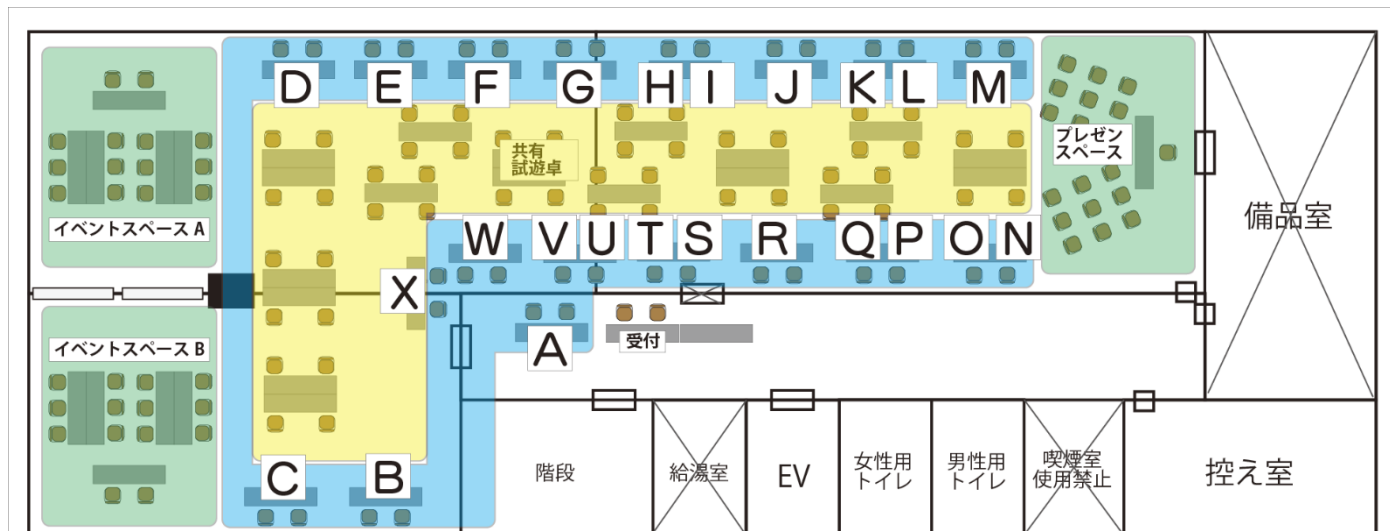 D
E
F
G
H
I
J
K
L
M
共有
試遊卓
プレゼン
スペース
イベントスペース A
備品室
W
V
U
T
S
R
Q
P
O
N
X
イベントスペース B
A
受付
C
B
階段
給湯室
EV
女性用
トイレ
男性用
トイレ
喫煙室
使用禁止
控え室